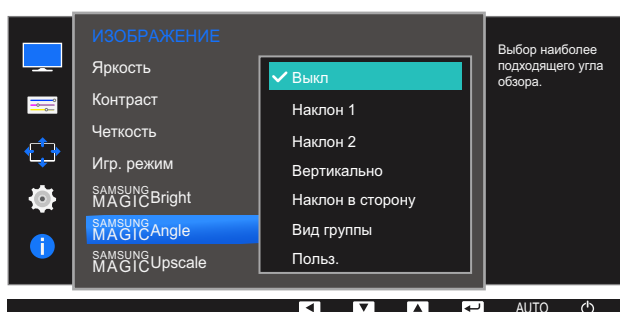 ИЗОБРАЖЕНИЕ
Яркость
Контраст
Четкость
Игр. режим
SAMSUNG
MAGICBright
SAMSUNG
MAGICAngle
SAMSUNG
MAGICUpscale
Выкл
Наклон 1
Наклон 2
Вертикально
Наклон в сторону
Вид группы
Польз.
Выбор наиболее
подходящего угла
обзора.
AUTO